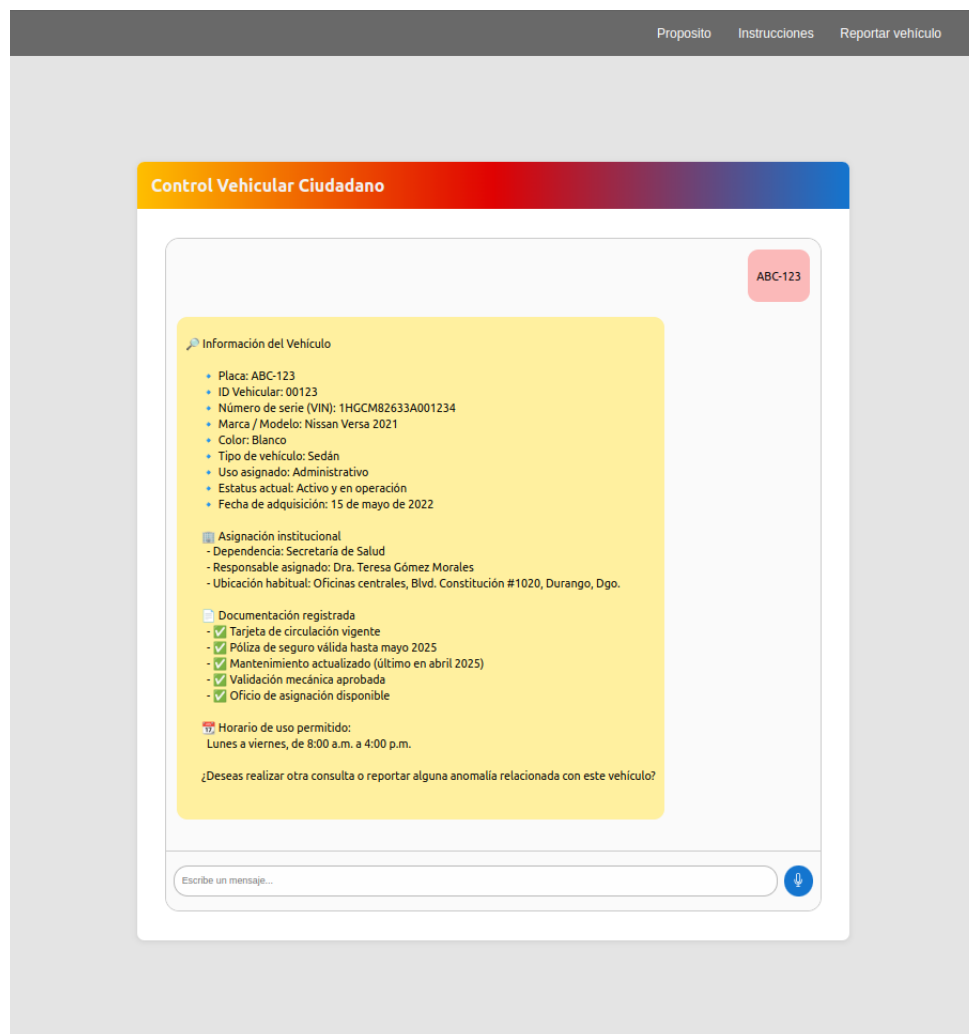 Proposito Instrucciones Reportar vehículo
Control Vehicular Ciudadano
ABC-123
🔎 Información del Vehículo
🔹 Placa: ABC-123
🔹 ID Vehicular: 00123
🔹 Número de serie (VIN): 1HGCM82633A001234
🔹 Marca / Modelo: Nissan Versa 2021
🔹 Color: Blanco
🔹 Tipo de vehículo: Sedán
🔹 Uso asignado: Administrativo
🔹 Estatus actual: Activo y en operación
🔹 Fecha de adquisición: 15 de mayo de 2022
🏢 Asignación institucional
- Dependencia: Secretaría de Salud
- Responsable asignado: Dra. Teresa Gómez Morales
- Ubicación habitual: Oficinas centrales, Blvd. Constitución #1020, Durango, Dgo.
📄 Documentación registrada
- ✅ Tarjeta de circulación vigente
- ✅ Póliza de seguro válida hasta mayo 2025
- ✅ Mantenimiento actualizado (último en abril 2025)
- ✅ Validación mecánica aprobada
- ✅ Oficio de asignación disponible
📆 Horario de uso permitido:
Lunes a viernes, de 8:00 a.m. a 4:00 p.m.
¿Deseas realizar otra consulta o reportar alguna anomalía relacionada con este vehículo?
Escribe un mensaje...